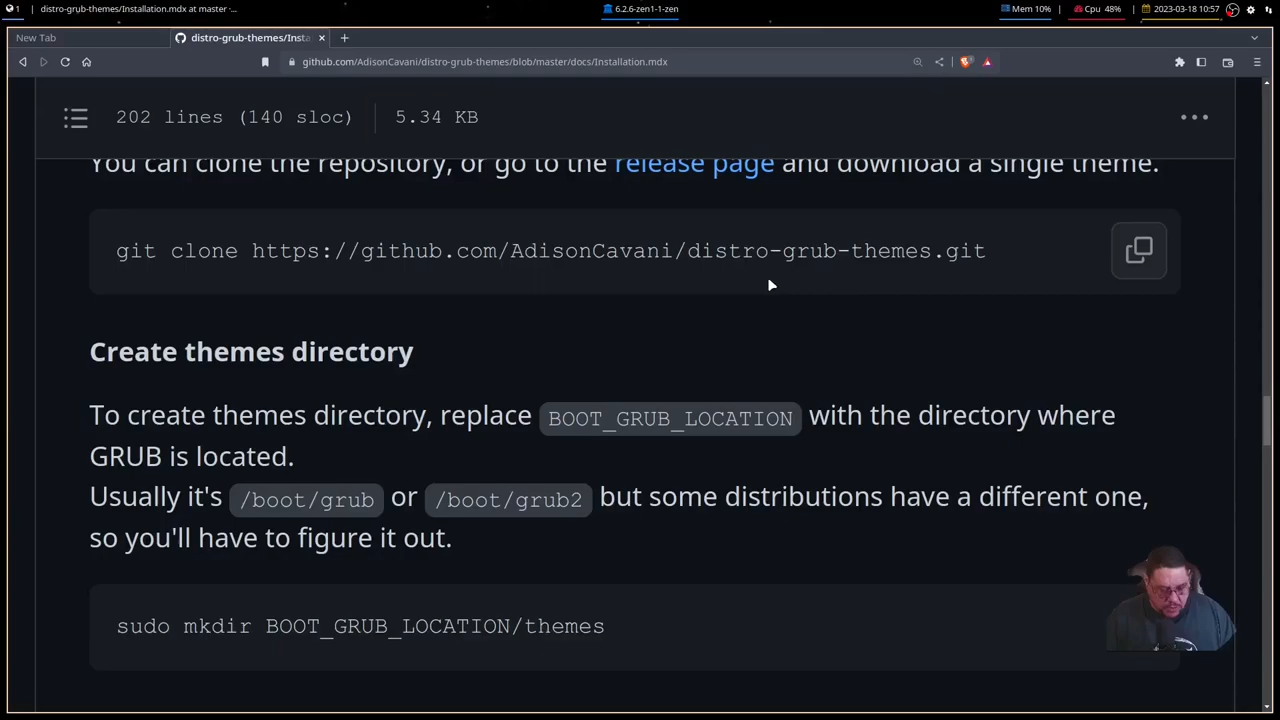 1 | distro-grub-themes/Installation.mdx at master ·...
6.2.6-zen1-1-zen
Mem 10%
Cpu 48%
2023-03-18 10:57
New Tab
distro-grub-themes/Insta
github.com/AdisonCavani/distro-grub-themes/blob/master/docs/Installation.mdx
202 lines (140 sloc)
5.34 KB
You can clone the repository, or go to the release page and download a single theme.
git clone https://github.com/AdisonCavani/distro-grub-themes.git
Create themes directory
To create themes directory, replace BOOT_GRUB_LOCATION with the directory where
GRUB is located.
Usually it's /boot/grub or /boot/grub2 but some distributions have a different one,
so you'll have to figure it out.
sudo mkdir BOOT_GRUB_LOCATION/themes